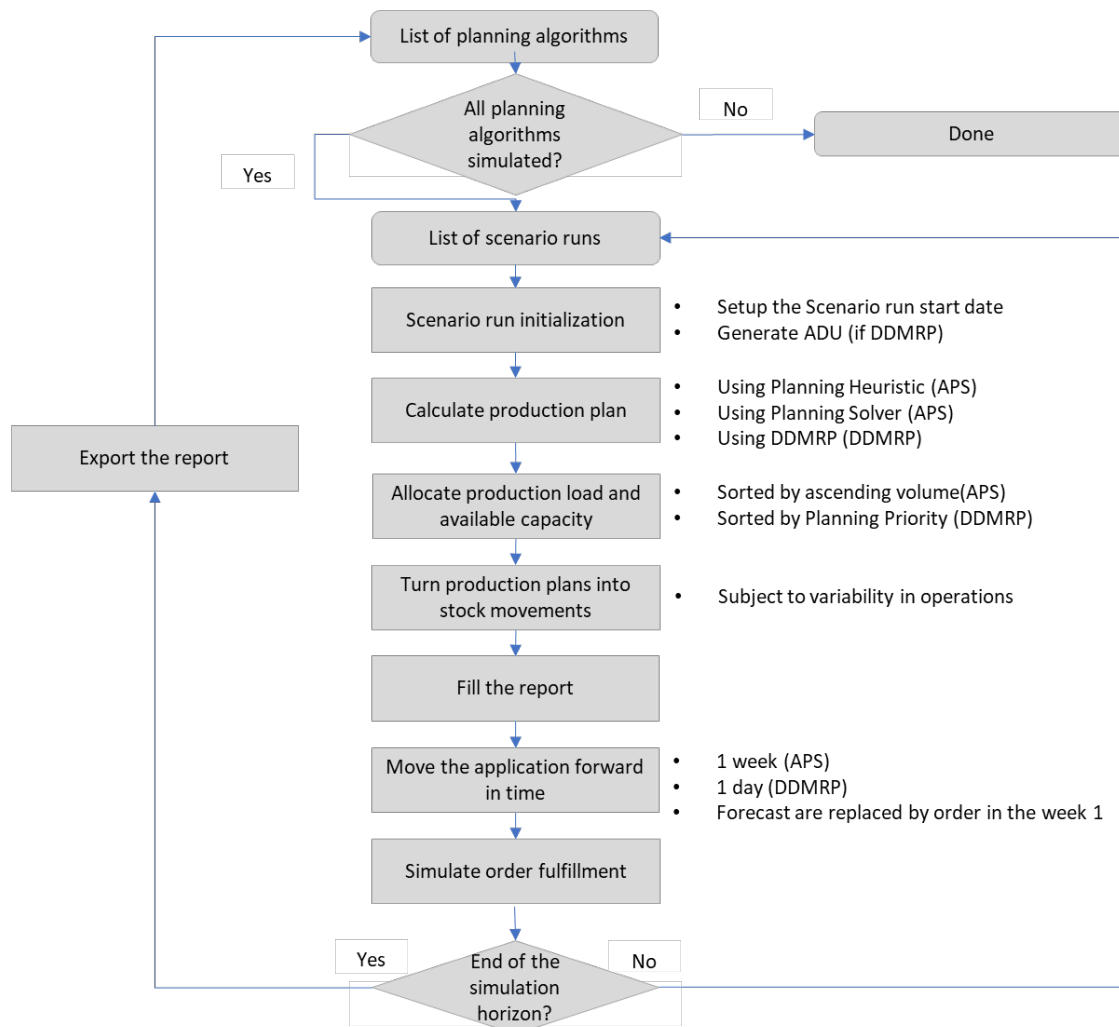 List of planning algorithms
All planning
algorithms
simulated?
No
Done
Yes
List of scenario runs
Scenario run initialization
• Setup the Scenario run start date
• Generate ADU (if DDMRP)
Calculate production plan
• Using Planning Heuristic (APS)
• Using Planning Solver (APS)
• Using DDMRP (DDMRP)
Export the report
Allocate production load and
available capacity
• Sorted by ascending volume(APS)
• Sorted by Planning Priority (DDMRP)
Turn production plans into
stock movements
• Subject to variability in operations
Fill the report
Move the application forward
in time
• 1 week (APS)
• 1 day (DDMRP)
• Forecast are replaced by order in the week 1
Simulate order fulfillment
Yes
End of the
simulation
horizon?
No